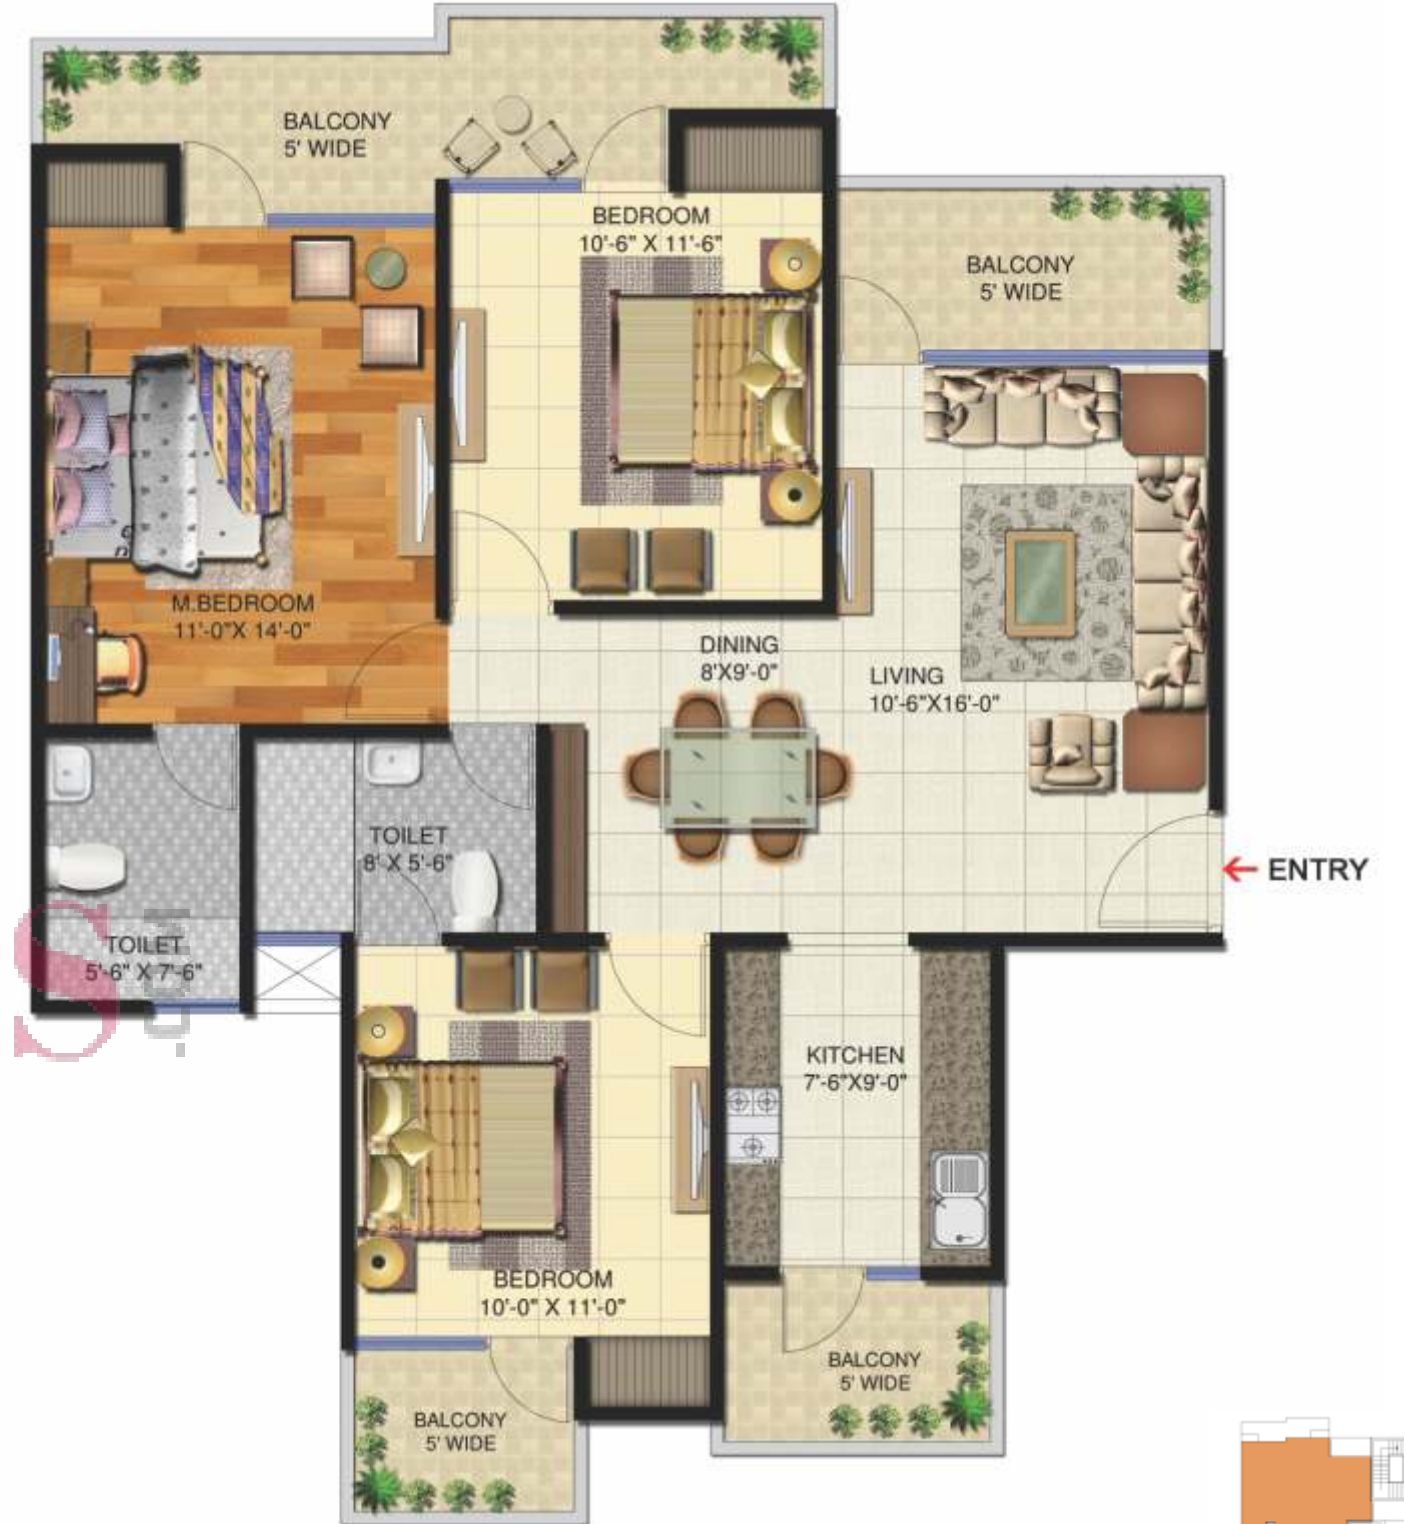 BALCONY
5' WIDE
BEDROOM
10'-6" X 11'-6"
BALCONY
5' WIDE
M.BEDROOM
11'-0"X 14'-0"
DINING
8'X9'-0"
LIVING
10'-6"X16'-0"
TOILET
8' X 5'-6"
ENTRY
TOILET
5'-6" X 7'-6"
KITCHEN
7'-6"X9'-0"
BEDROOM
10'-0" X 11'-0"
BALCONY
5' WIDE
BALCONY
5' WIDE